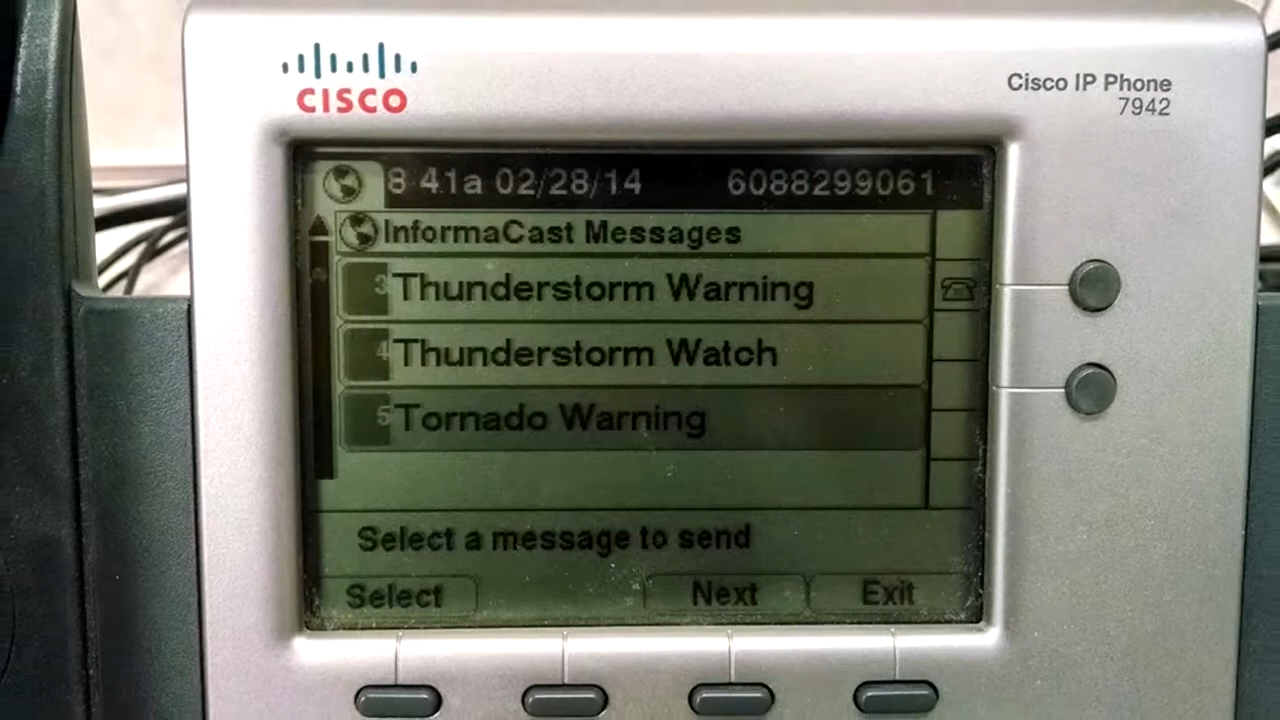 CISCO
Cisco IP Phone
7942
8 41a 02/28/14 6088299061
InformaCast Messages
3 Thunderstorm Warning
4 Thunderstorm Watch
5 Tornado Warning
Select a message to send
Select Next Exit